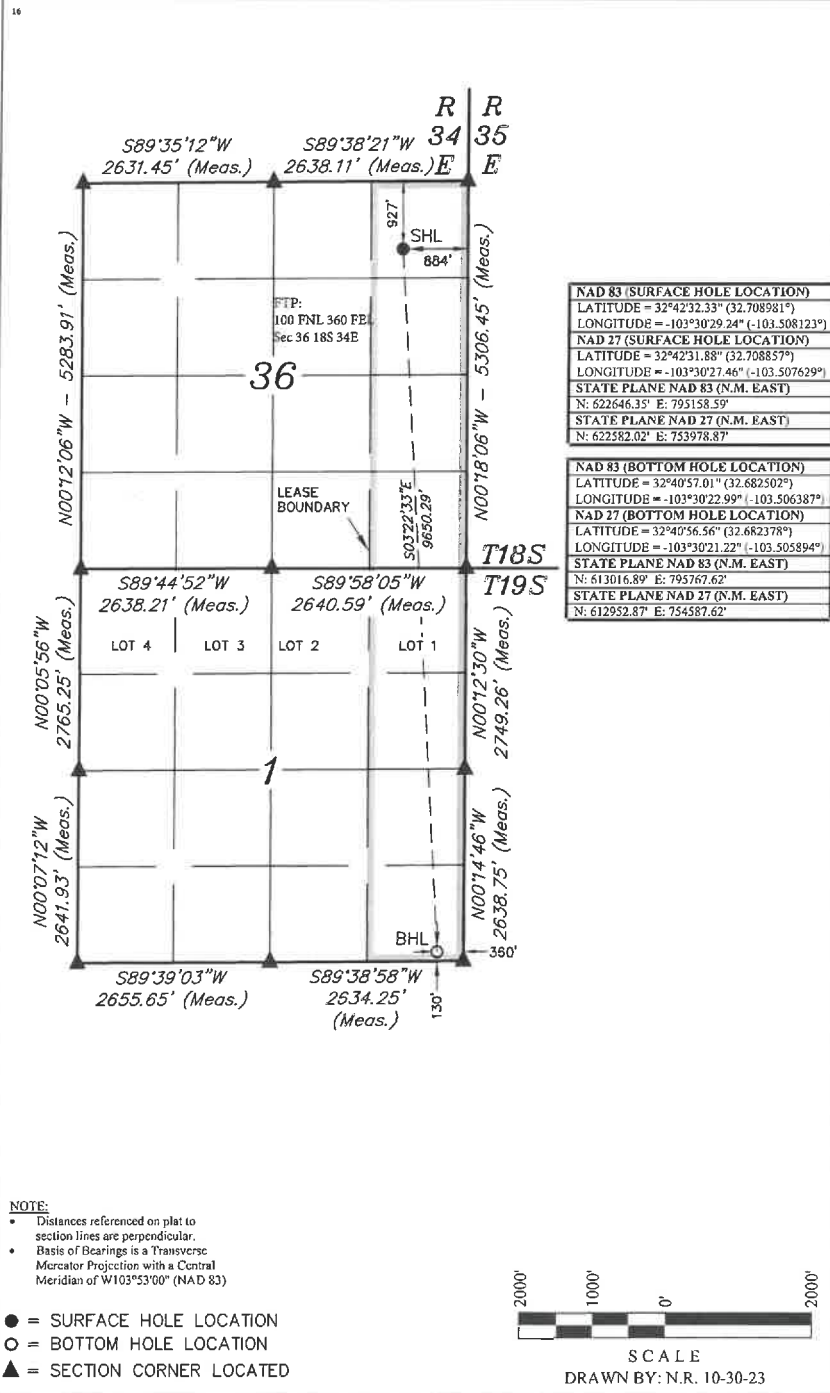 16
R R
34 35
E E
S89°35'12"W
2631.45' (Meas.)
S89°38'21"W
2638.11' (Meas.)
927'
SHL
884'
N00°12'06"W – 5283.91' (Meas.)
N00°18'06"W – 5306.45' (Meas.)
FTP:
100 FNL 360 FEL
Sec 36 18S 34E
36
LEASE
BOUNDARY
S03°22'33"E
9650.29'
T18S
T19S
S89°44'52"W
2638.21' (Meas.)
S89°58'05"W
2640.59' (Meas.)
LOT 4
LOT 3
LOT 2
LOT 1
N00°05'56"W
2765.25' (Meas.)
N00°12'30"W
2749.26' (Meas.)
1
N00°07'12"W
2641.93' (Meas.)
N00°14'46"W
2638.75' (Meas.)
BHL
360'
130'
S89°39'03"W
2655.65' (Meas.)
S89°38'58"W
2634.25'
(Meas.)
NAD 83 (SURFACE HOLE LOCATION)
LATITUDE = 32°42'32.33" (32.708981°)
LONGITUDE = -103°30'29.24" (-103.508123°)
NAD 27 (SURFACE HOLE LOCATION)
LATITUDE = 32°42'31.88" (32.708857°)
LONGITUDE = -103°30'27.46" (-103.507629°)
STATE PLANE NAD 83 (N.M. EAST)
N: 622646.35' E: 795158.59'
STATE PLANE NAD 27 (N.M. EAST)
N: 622582.02' E: 753978.87'
NAD 83 (BOTTOM HOLE LOCATION)
LATITUDE = 32°40'57.01" (32.682502°)
LONGITUDE = -103°30'22.99" (-103.506387°)
NAD 27 (BOTTOM HOLE LOCATION)
LATITUDE = 32°40'56.56" (32.682378°)
LONGITUDE = -103°30'21.22" (-103.505894°)
STATE PLANE NAD 83 (N.M. EAST)
N: 613016.89' E: 795767.62'
STATE PLANE NAD 27 (N.M. EAST)
N: 612952.87' E: 754587.62'
NOTE:
• Distances referenced on plat to
section lines are perpendicular.
• Basis of Bearings is a Transverse
Mercator Projection with a Central
Meridian of W103°53'00" (NAD 83)
= SURFACE HOLE LOCATION
= BOTTOM HOLE LOCATION
= SECTION CORNER LOCATED
2000' 1000' 0' 2000'
SCALE
DRAWN BY: N.R. 10-30-23